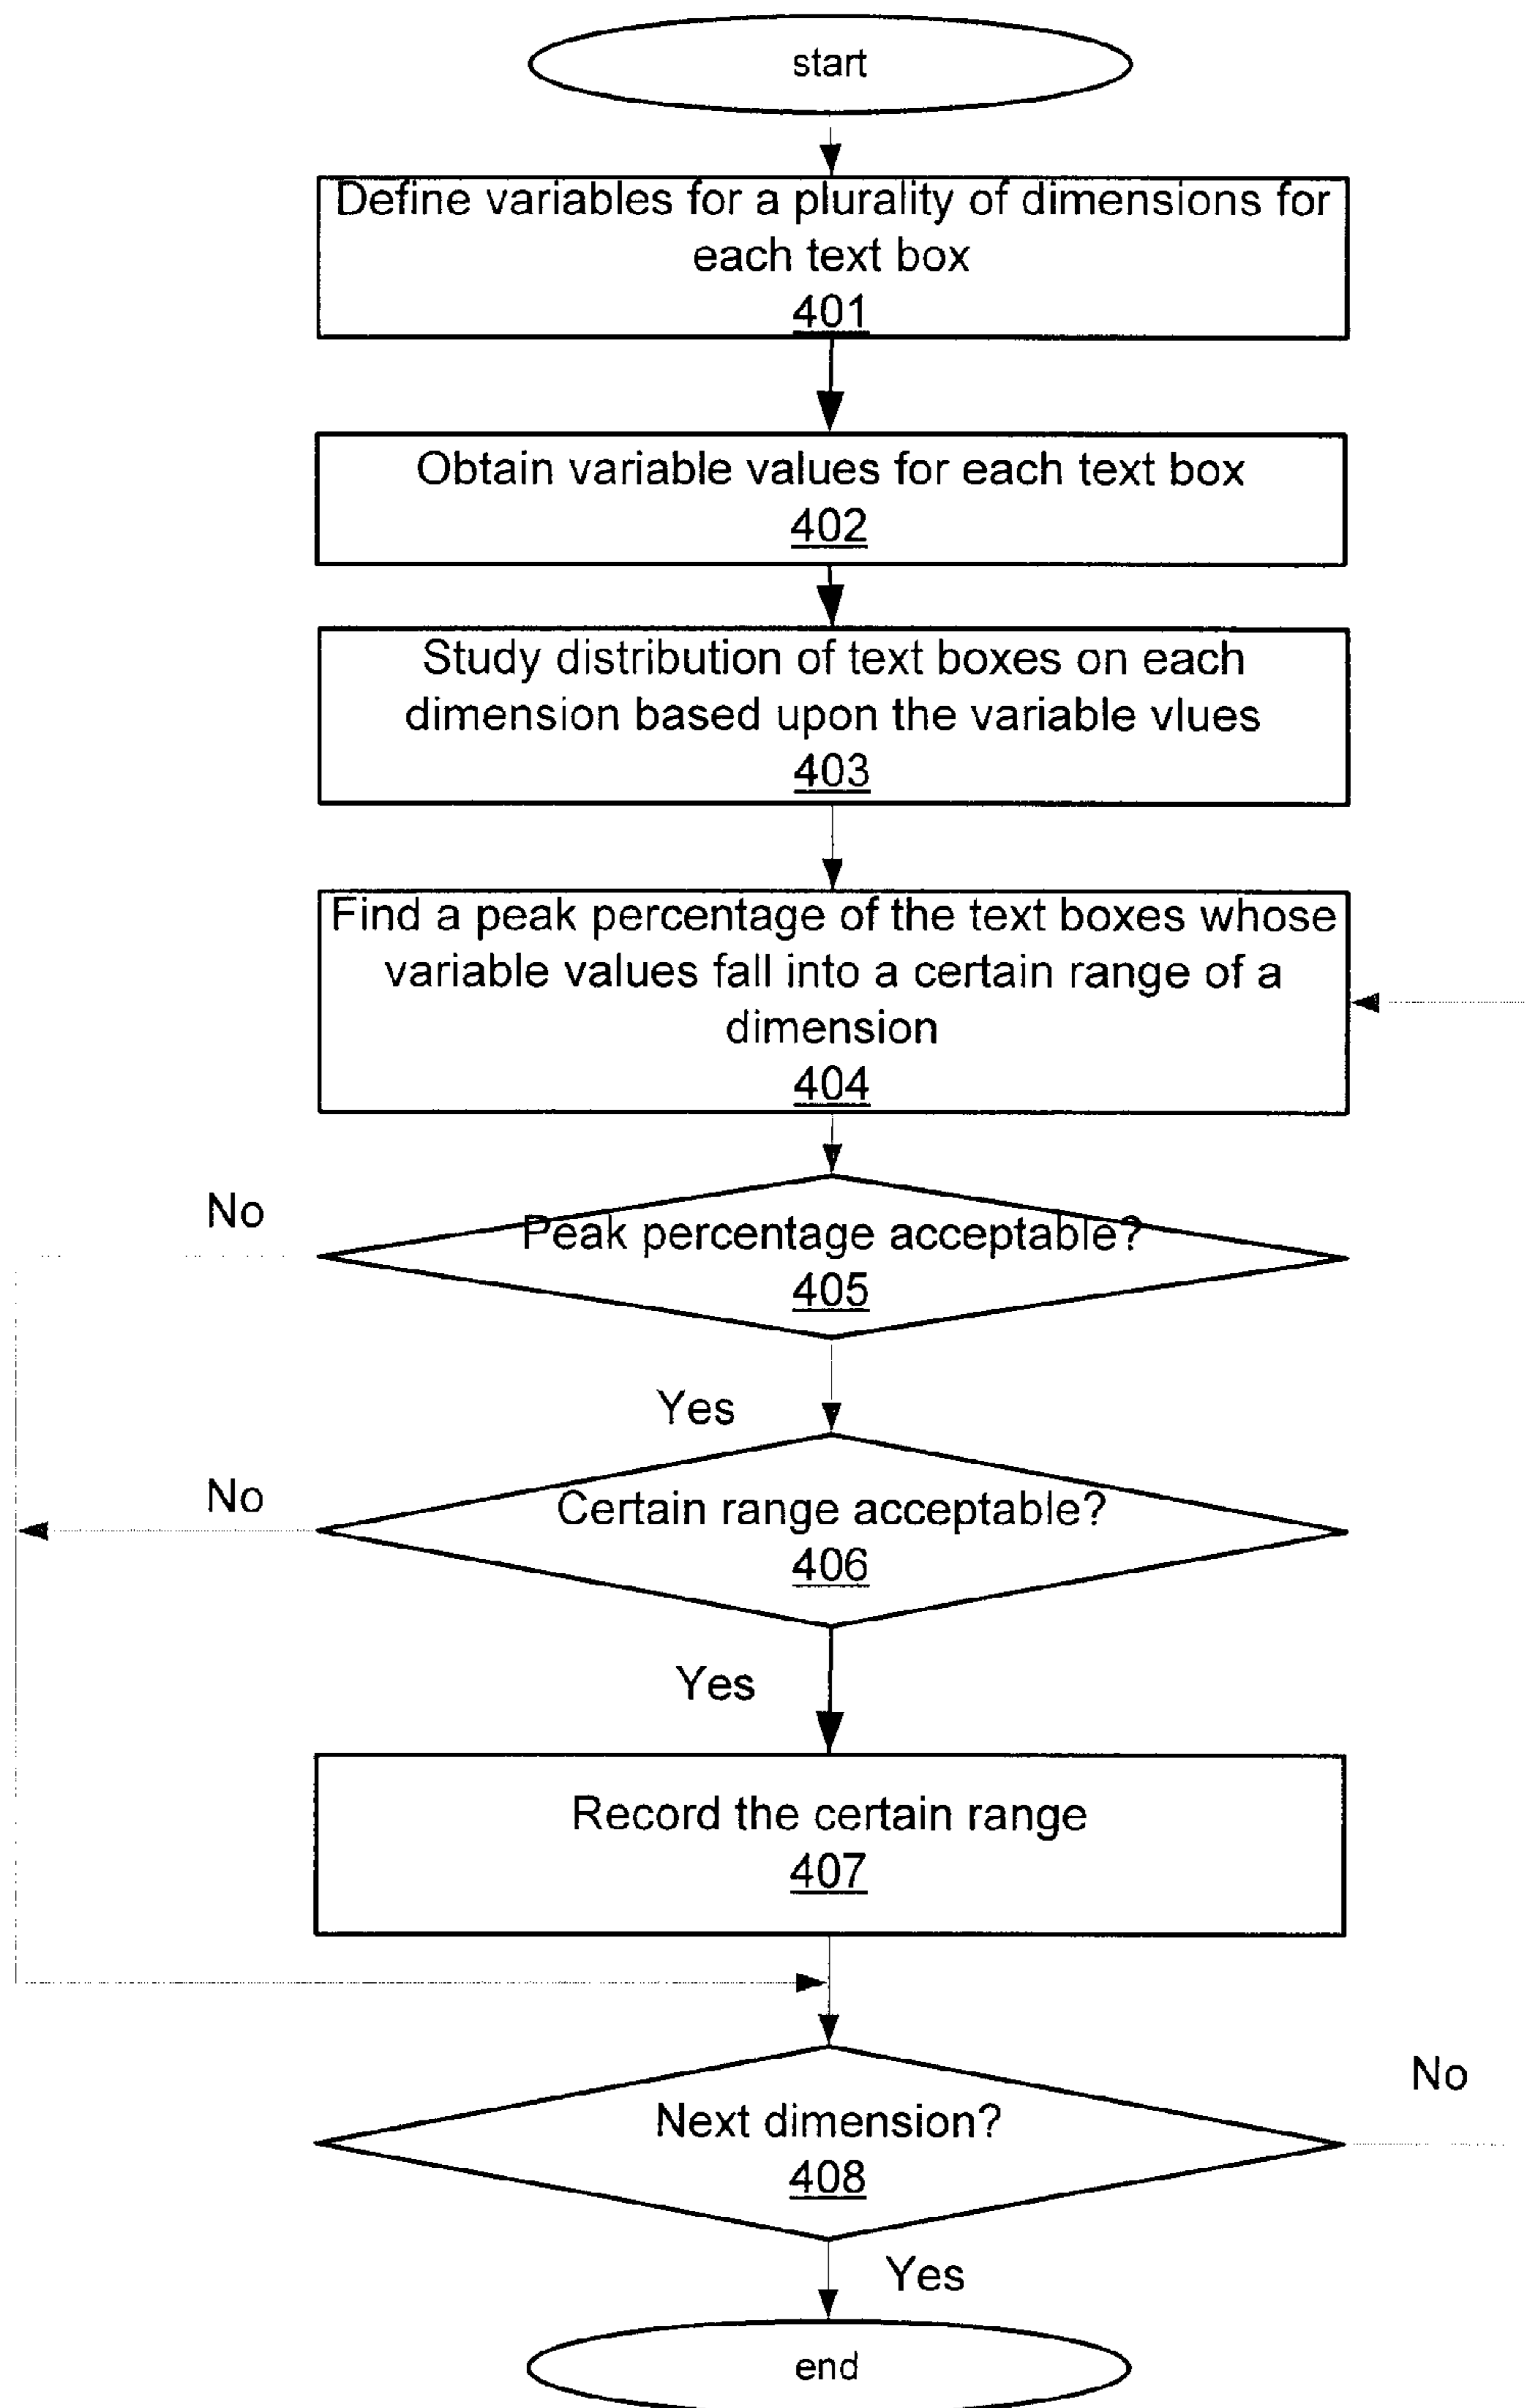 start
Define variables for a plurality of dimensions for
each text box
401
Obtain variable values for each text box
402
Study distribution of text boxes on each
dimension based upon the variable vlues
403
Find a peak percentage of the text boxes whose
variable values fall into a certain range of a
dimension
404
No
Peak percentage acceptable?
405
Yes
No
Certain range acceptable?
406
Yes
Record the certain range
407
No
Next dimension?
408
Yes
end